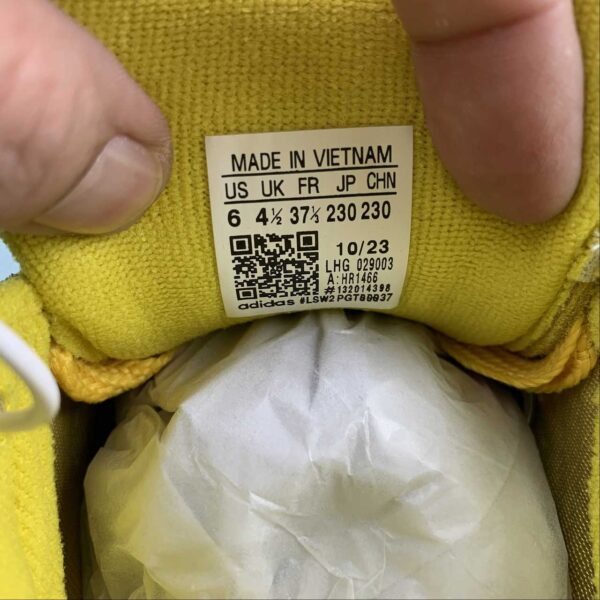 MADE IN VIETNAM
US UK FR JP CHN
6 4½ 37⅓ 230 230
10/23
LHG 029003
A:HR1466
#132014398
adidas